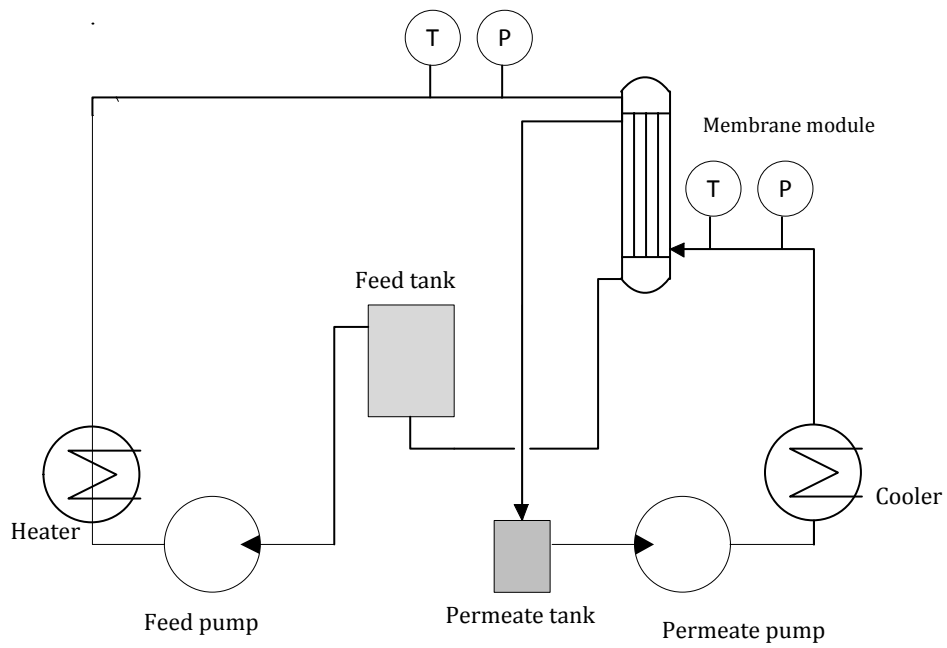 T
P
Membrane module
T
P
Feed tank
Heater
Cooler
Feed pump
Permeate tank
Permeate pump